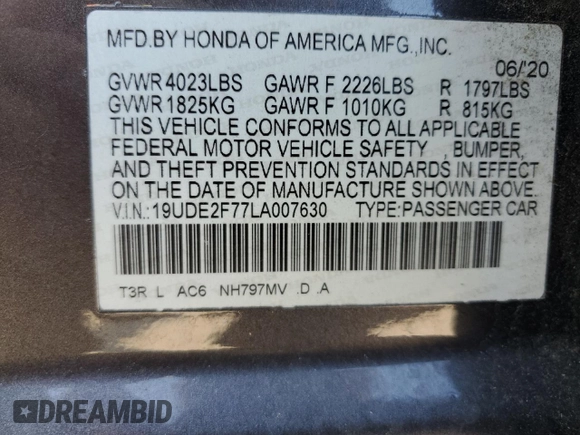 MFD.BY HONDA OF AMERICA MFG.,INC.
06/'20
GVWR 4023LBS GAWR F 2226LBS R 1797LBS
GVWR 1825KG GAWR F 1010KG R 815KG
THIS VEHICLE CONFORMS TO ALL APPLICABLE
FEDERAL MOTOR VEHICLE SAFETY , BUMPER,
AND THEFT PREVENTION STANDARDS IN EFFECT
ON THE DATE OF MANUFACTURE SHOWN ABOVE.
V.I.N.:19UDE2F77LA007630 TYPE:PASSENGER CAR
T3R L AC6 NH797MV .D .A
DREAMBID